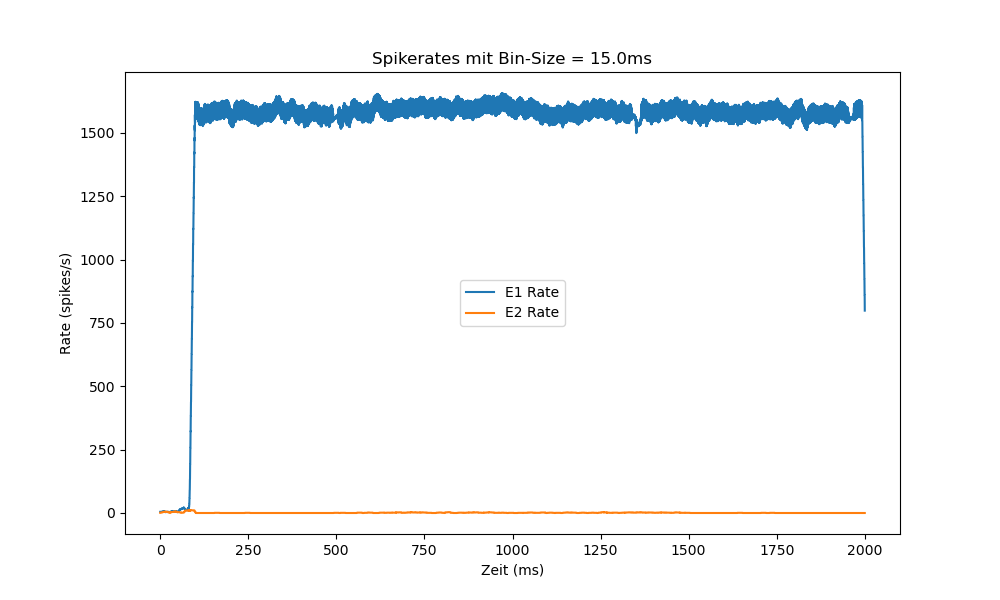 Spikerates mit Bin-Size = 15.0ms
1500
1250
1000
750
500
250
0
Rate (spikes/s)
E1 Rate
E2 Rate
0 250 500 750 1000 1250 1500 1750 2000
Zeit (ms)